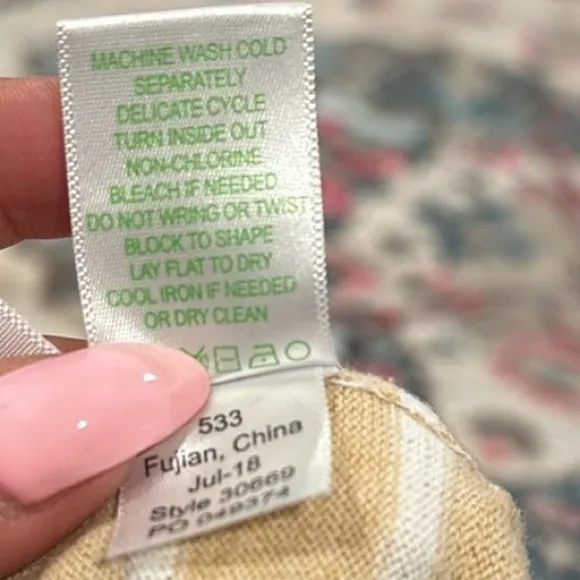 MACHINE WASH COLD
SEPARATELY
DELICATE CYCLE
TURN INSIDE OUT
NON-CHLORINE
BLEACH IF NEEDED
DO NOT WRING OR TWIST
BLOCK TO SHAPE
LAY FLAT TO DRY
COOL IRON IF NEEDED
OR DRY CLEAN
533
Fujian, China
Jul-18
Style 30669
PO 049374